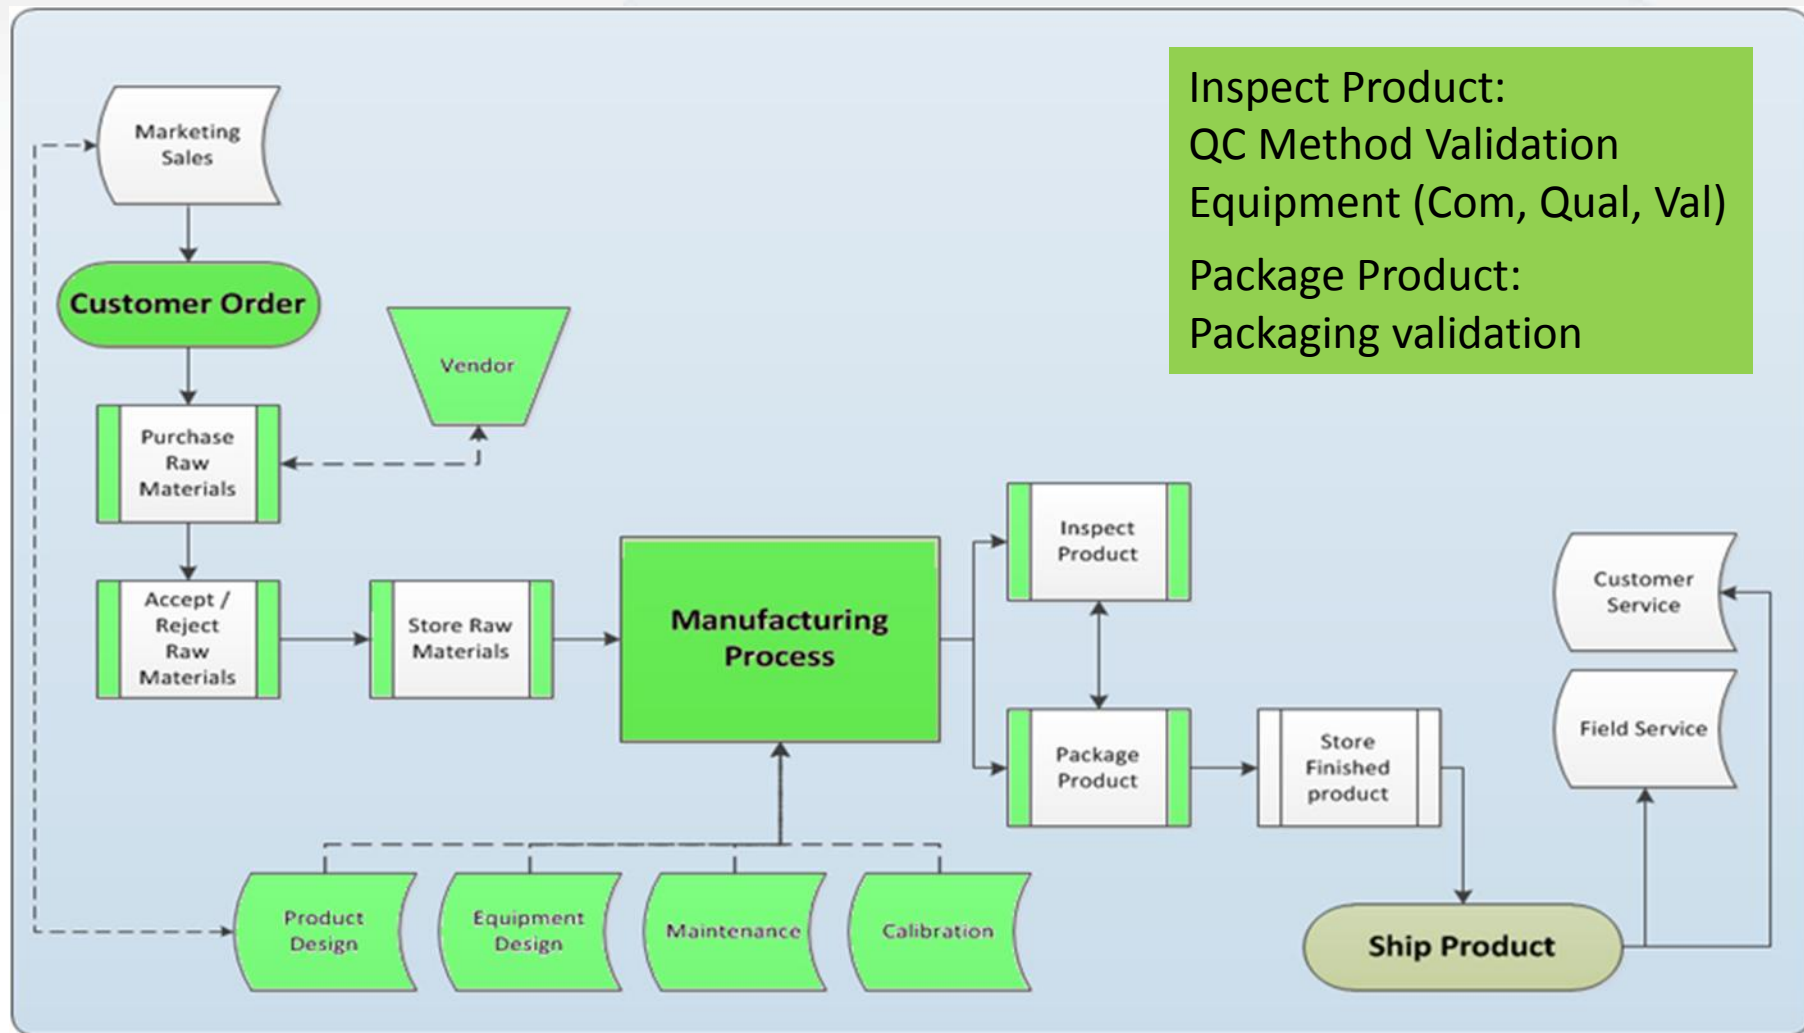 Inspect Product:
QC Method Validation
Equipment (Com, Qual, Val)
Package Product:
Packaging validation
Marketing
Sales
Customer Order
Vendor
Purchase
Raw
Materials
Accept /
Reject
Raw
Materials
Store Raw
Materials
Manufacturing
Process
Inspect
Product
Package
Product
Store
Finished
product
Customer
Service
Field Service
Product
Design
Equipment
Design
Maintenance
Calibration
Ship Product